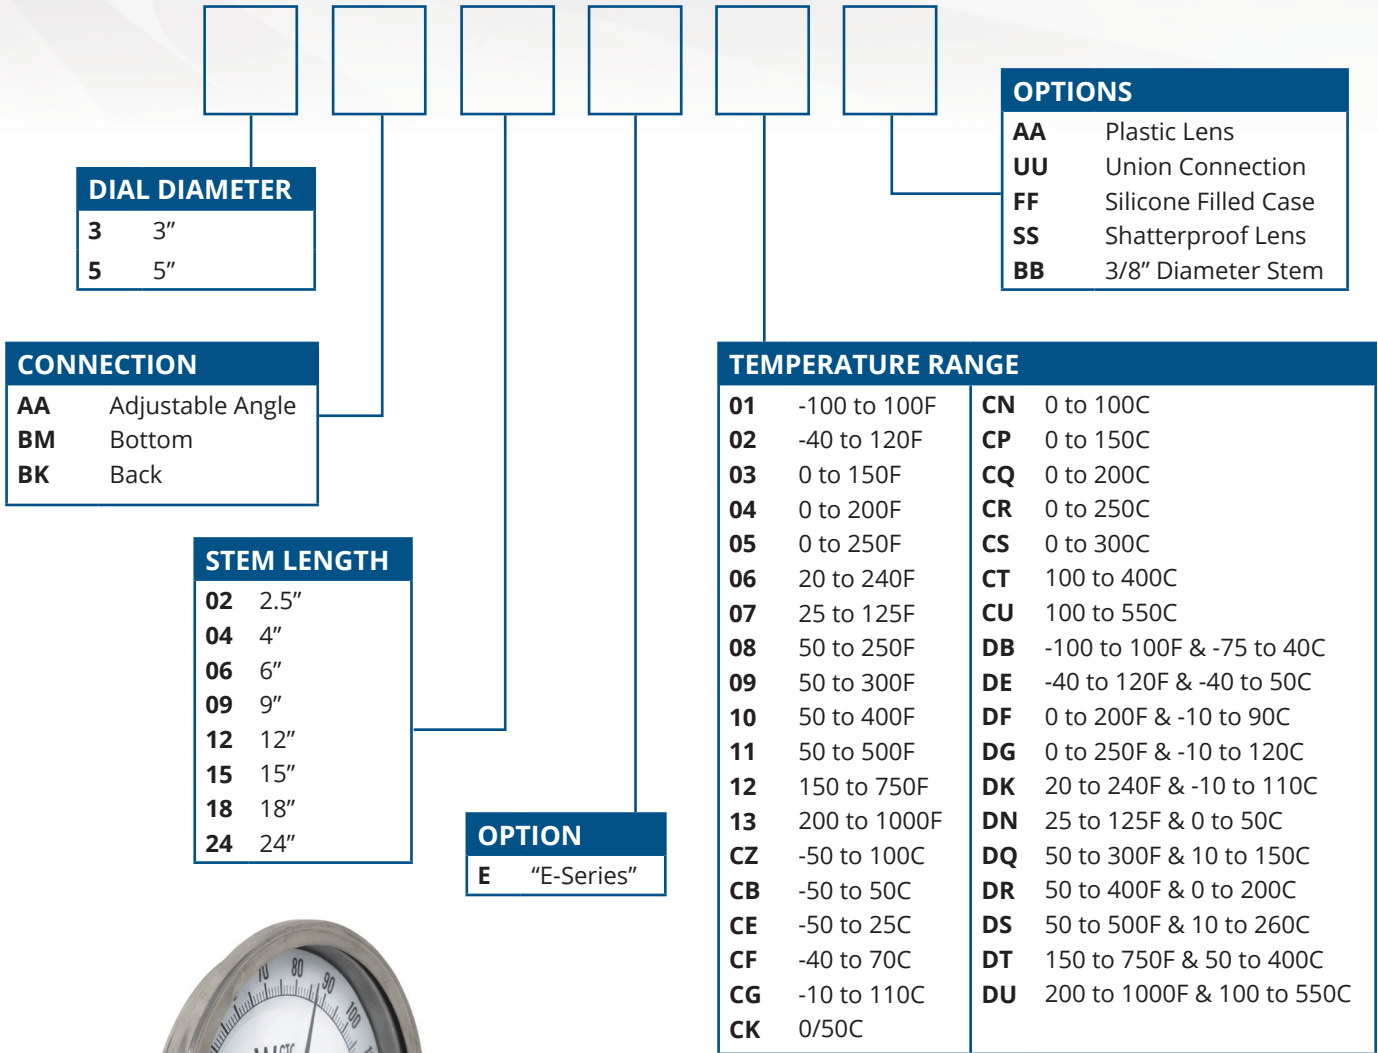 OPTIONS
AA Plastic Lens
UU Union Connection
FF Silicone Filled Case
SS Shatterproof Lens
BB 3/8” Diameter Stem
DIAL DIAMETER
3 3”
5 5”
CONNECTION
AA Adjustable Angle
BM Bottom
BK Back
STEM LENGTH
02 2.5”
04 4”
06 6”
09 9”
12 12”
15 15”
18 18”
24 24”
OPTION
E “E-Series”
TEMPERATURE RANGE
01 -100 to 100F
02 -40 to 120F
03 0 to 150F
04 0 to 200F
05 0 to 250F
06 20 to 240F
07 25 to 125F
08 50 to 250F
09 50 to 300F
10 50 to 400F
11 50 to 500F
12 150 to 750F
13 200 to 1000F
CZ -50 to 100C
CB -50 to 50C
CE -50 to 25C
CF -40 to 70C
CG -10 to 110C
CK 0/50C
CN 0 to 100C
CP 0 to 150C
CQ 0 to 200C
CR 0 to 250C
CS 0 to 300C
CT 100 to 400C
CU 100 to 550C
DB -100 to 100F & -75 to 40C
DE -40 to 120F & -40 to 50C
DF 0 to 200F & -10 to 90C
DG 0 to 250F & -10 to 120C
DK 20 to 240F & -10 to 110C
DN 25 to 125F & 0 to 50C
DQ 50 to 300F & 10 to 150C
DR 50 to 400F & 0 to 200C
DS 50 to 500F & 10 to 260C
DT 150 to 750F & 50 to 400C
DU 200 to 1000F & 100 to 550C
70 80 90 100